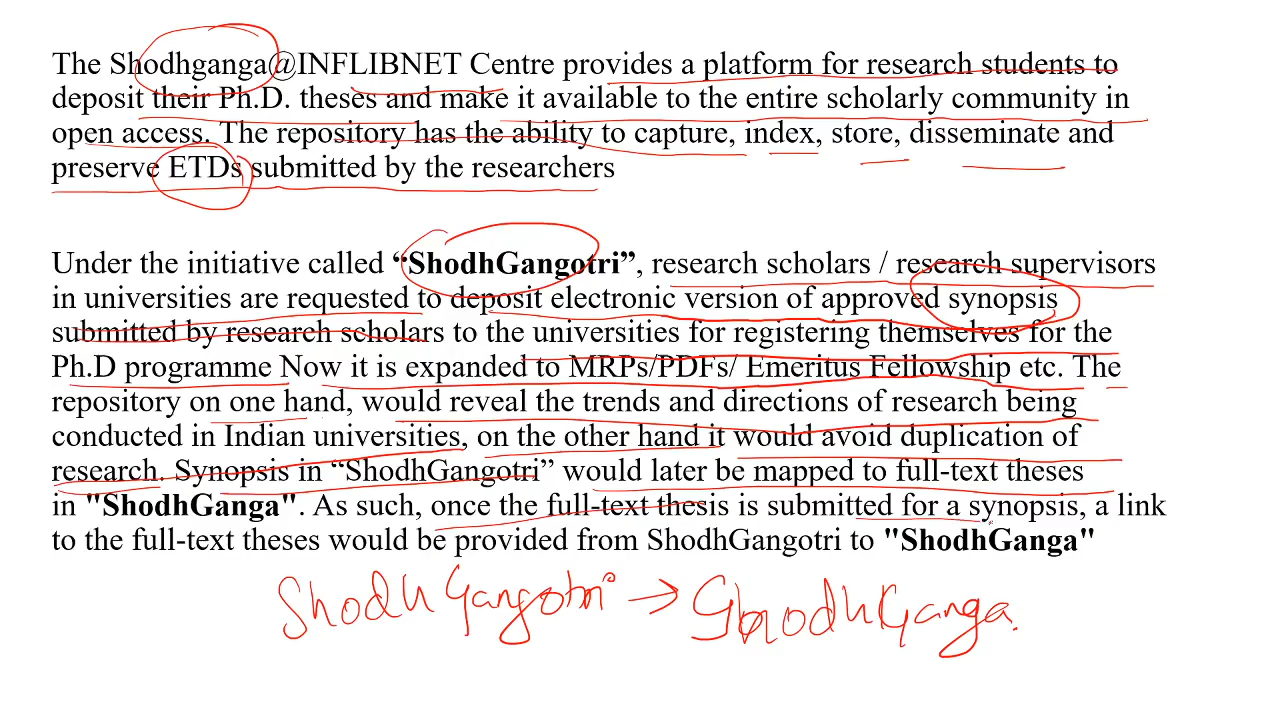 The Shodhganga@INFLIBNET Centre provides a platform for research students to
deposit their Ph.D. theses and make it available to the entire scholarly community in
open access. The repository has the ability to capture, index, store, disseminate and
preserve ETDs submitted by the researchers
Under the initiative called “ShodhGangotri”, research scholars / research supervisors
in universities are requested to deposit electronic version of approved synopsis
submitted by research scholars to the universities for registering themselves for the
Ph.D programme Now it is expanded to MRPs/PDFs/ Emeritus Fellowship etc. The
repository on one hand, would reveal the trends and directions of research being
conducted in Indian universities, on the other hand it would avoid duplication of
research. Synopsis in “ShodhGangotri” would later be mapped to full-text theses
in "ShodhGanga". As such, once the full-text thesis is submitted for a synopsis, a link
to the full-text theses would be provided from ShodhGangotri to "ShodhGanga"
ShodhGangotri → ShodhGanga.